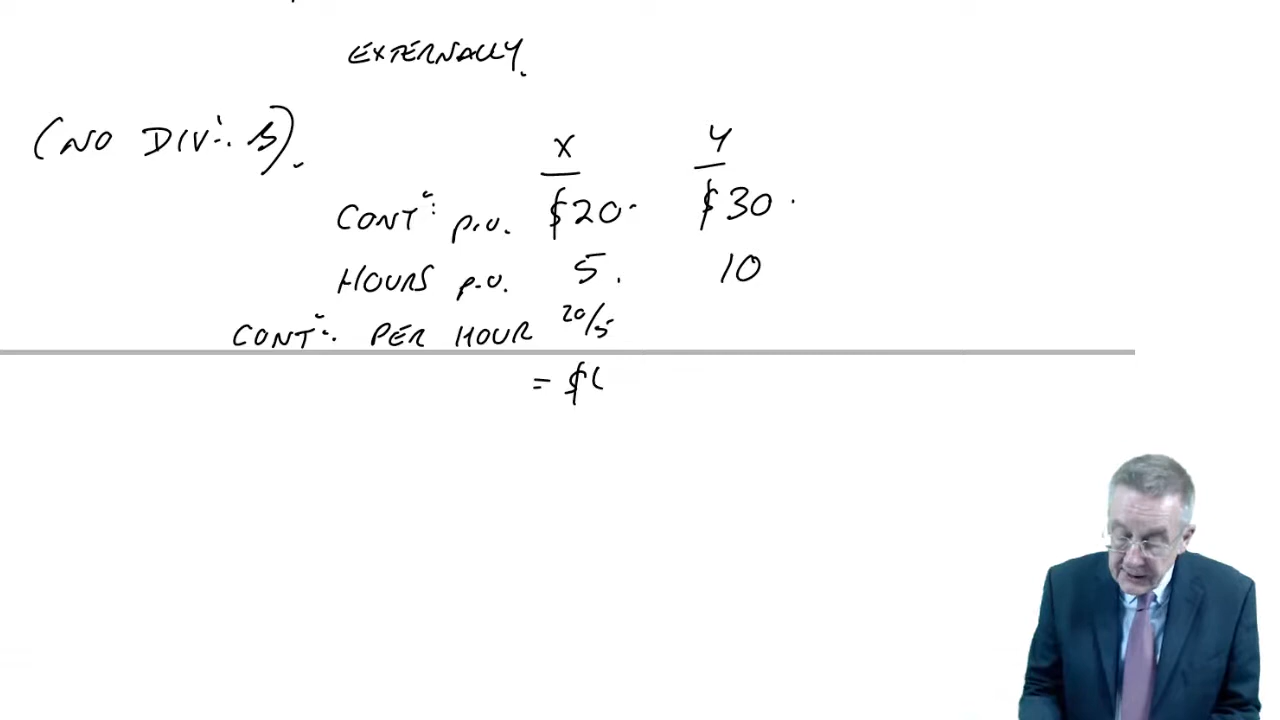 EXTERNALLY.
(NO DIV:. B).
X Y
CONT: p.u. $20 $30
HOURS p.u. 5 10
CONT:. PER HOUR 20/5
= $(